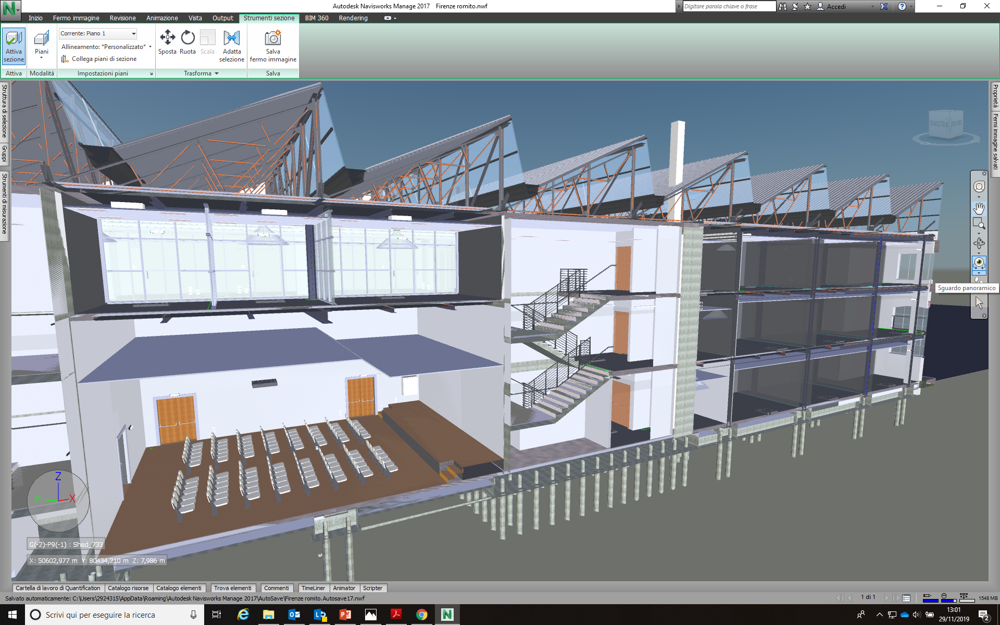 Autodesk Navisworks Manage 2017    Firenze romito.nwf
Digitare parola chiave o frase
Accedi
Inizio
Fermo immagine
Revisione
Animazione
Vista
Output
Strumenti sezione
BIM 360
Rendering
Attiva
sezione
Attiva
Piani
Modalità
Corrente: Piano 1
Allineamento: *Personalizzato*
Collega piani di sezione
Impostazioni piani
Sposta
Ruota
Scala
Adatta
selezione
Trasforma
Salva
fermo immagine
Salva
Struttura di selezione
Gruppi
Strumenti di misurazione
Proprietà
Fermi immagine salvati
SINISTRA
FRONTE
Sguardo panoramico
Z
Y
X
G(-2)-P9(-1) : Shed_733
X: 50602,977 m  Y: 80434,210 m  Z: 7,986 m
Cartella di lavoro di Quantification
Catalogo risorse
Catalogo elementi
Trova elementi
Commenti
TimeLiner
Animator
Scripter
Salvato automaticamente: C:\Users\2924315\AppData\Roaming\Autodesk Navisworks Manage 2017\AutoSave\Firenze romito.Autosave17.nwf
1 di 1
1548 MB
Scrivi qui per eseguire la ricerca
13:01
29/11/2019
2